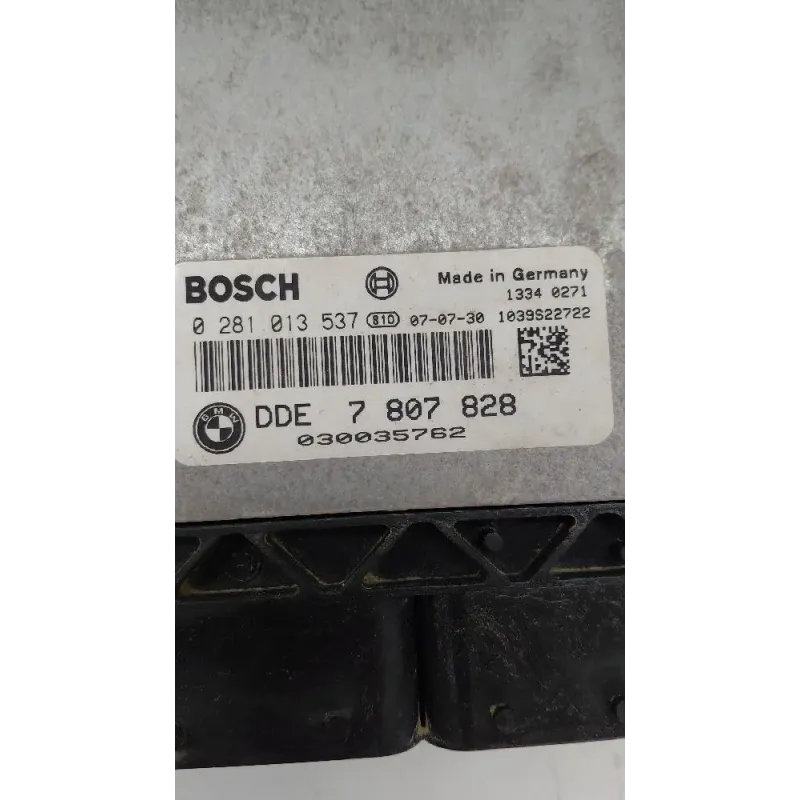 BOSCH Made in Germany
1334 0271
0 281 013 537 810 07-07-30 1039S22722
BMW DDE 7 807 828
030035762